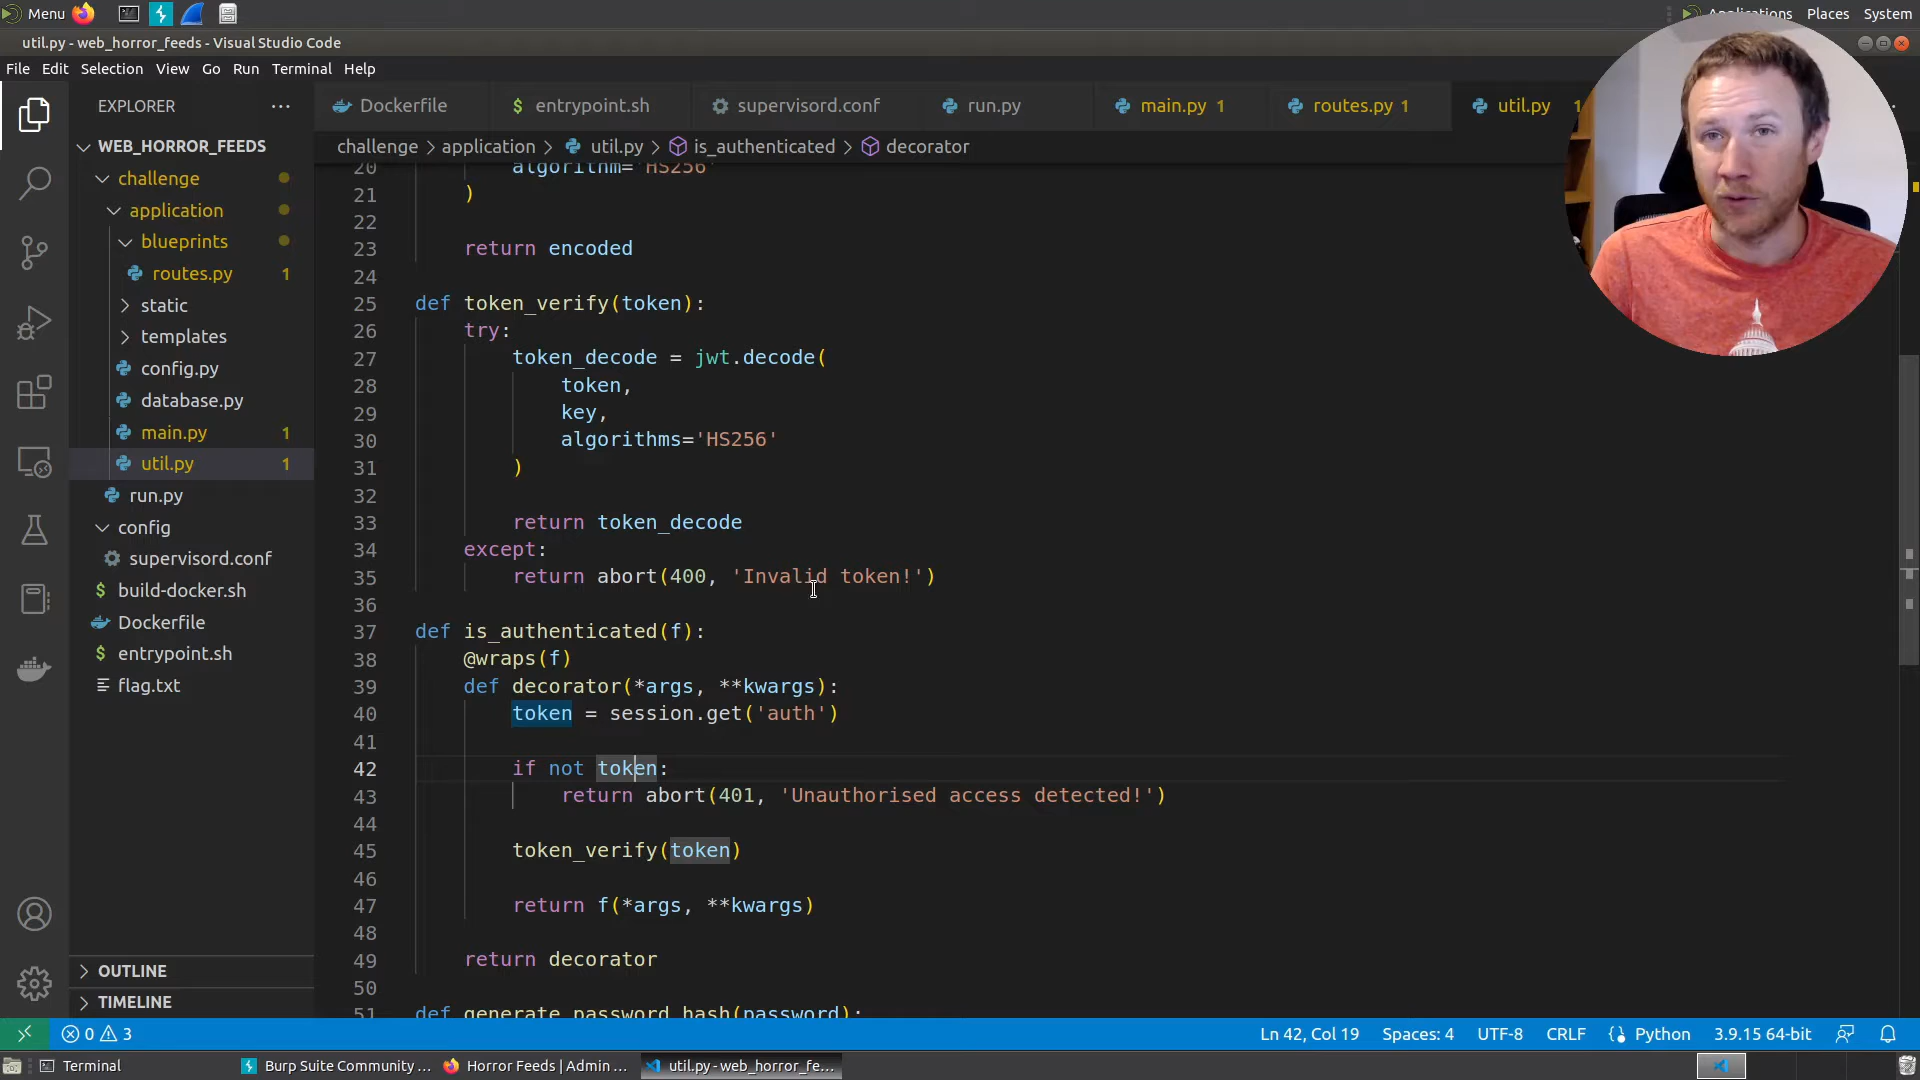 Menu
Applications Places System
util.py - web_horror_feeds - Visual Studio Code
File Edit Selection View Go Run Terminal Help
EXPLORER
Dockerfile
$ entrypoint.sh
supervisord.conf
run.py
main.py 1
routes.py 1
util.py 1
WEB_HORROR_FEEDS
challenge
application
blueprints
routes.py 1
static
templates
config.py
database.py
main.py 1
util.py 1
run.py
config
supervisord.conf
$ build-docker.sh
Dockerfile
$ entrypoint.sh
flag.txt
OUTLINE
TIMELINE
challenge > application > util.py > is_authenticated > decorator
20 algorithm='HS256'
21 )
22
23 return encoded
24
25 def token_verify(token):
26 try:
27 token_decode = jwt.decode(
28 token,
29 key,
30 algorithms='HS256'
31 )
32
33 return token_decode
34 except:
35 return abort(400, 'Invalid token!')
36
37 def is_authenticated(f):
38 @wraps(f)
39 def decorator(*args, **kwargs):
40 token = session.get('auth')
41
42 if not token:
43 return abort(401, 'Unauthorised access detected!')
44
45 token_verify(token)
46
47 return f(*args, **kwargs)
48
49 return decorator
50
51 def generate_password_hash(password):
0 3
Ln 42, Col 19 Spaces: 4 UTF-8 CRLF Python 3.9.15 64-bit
Terminal
Burp Suite Community ...
Horror Feeds | Admin ...
util.py - web_horror_fe...